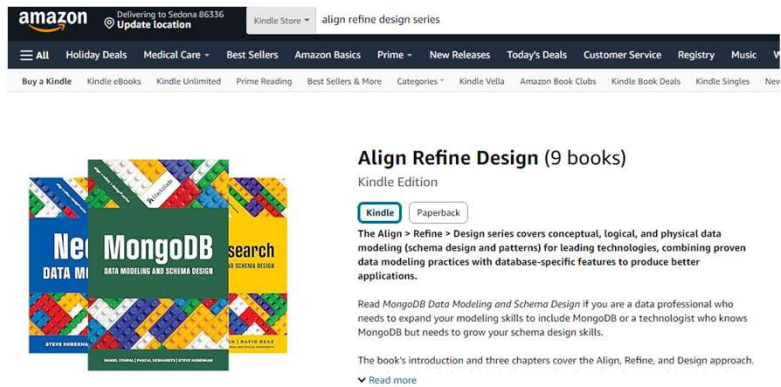 amazon
Delivering to Sedona 86336
Update location
Kindle Store
align refine design series
All Holiday Deals Medical Care Best Sellers Amazon Basics Prime New Releases Today's Deals Customer Service Registry Music
Buy a Kindle Kindle eBooks Kindle Unlimited Prime Reading Best Sellers & More Categories Kindle Vella Amazon Book Clubs Kindle Book Deals Kindle Singles
Align Refine Design (9 books)
Kindle Edition
Kindle Paperback
The Align > Refine > Design series covers conceptual, logical, and physical data
modeling (schema design and patterns) for leading technologies, combining proven
data modeling practices with database-specific features to produce better
applications.
Read MongoDB Data Modeling and Schema Design if you are a data professional who
needs to expand your modeling skills to include MongoDB or a technologist who knows
MongoDB but needs to grow your schema design skills.
The book's introduction and three chapters cover the Align, Refine, and Design approach.
Read more
Ne
DATA M
STEVE HOBERMA
MongoDB
DATA MODELING AND SCHEMA DESIGN
DANIEL COUPAL | PASCAL DESMARETS | STEVE HOBERMAN
search
D SCHEMA DESIGN
N | RAFID REAZ